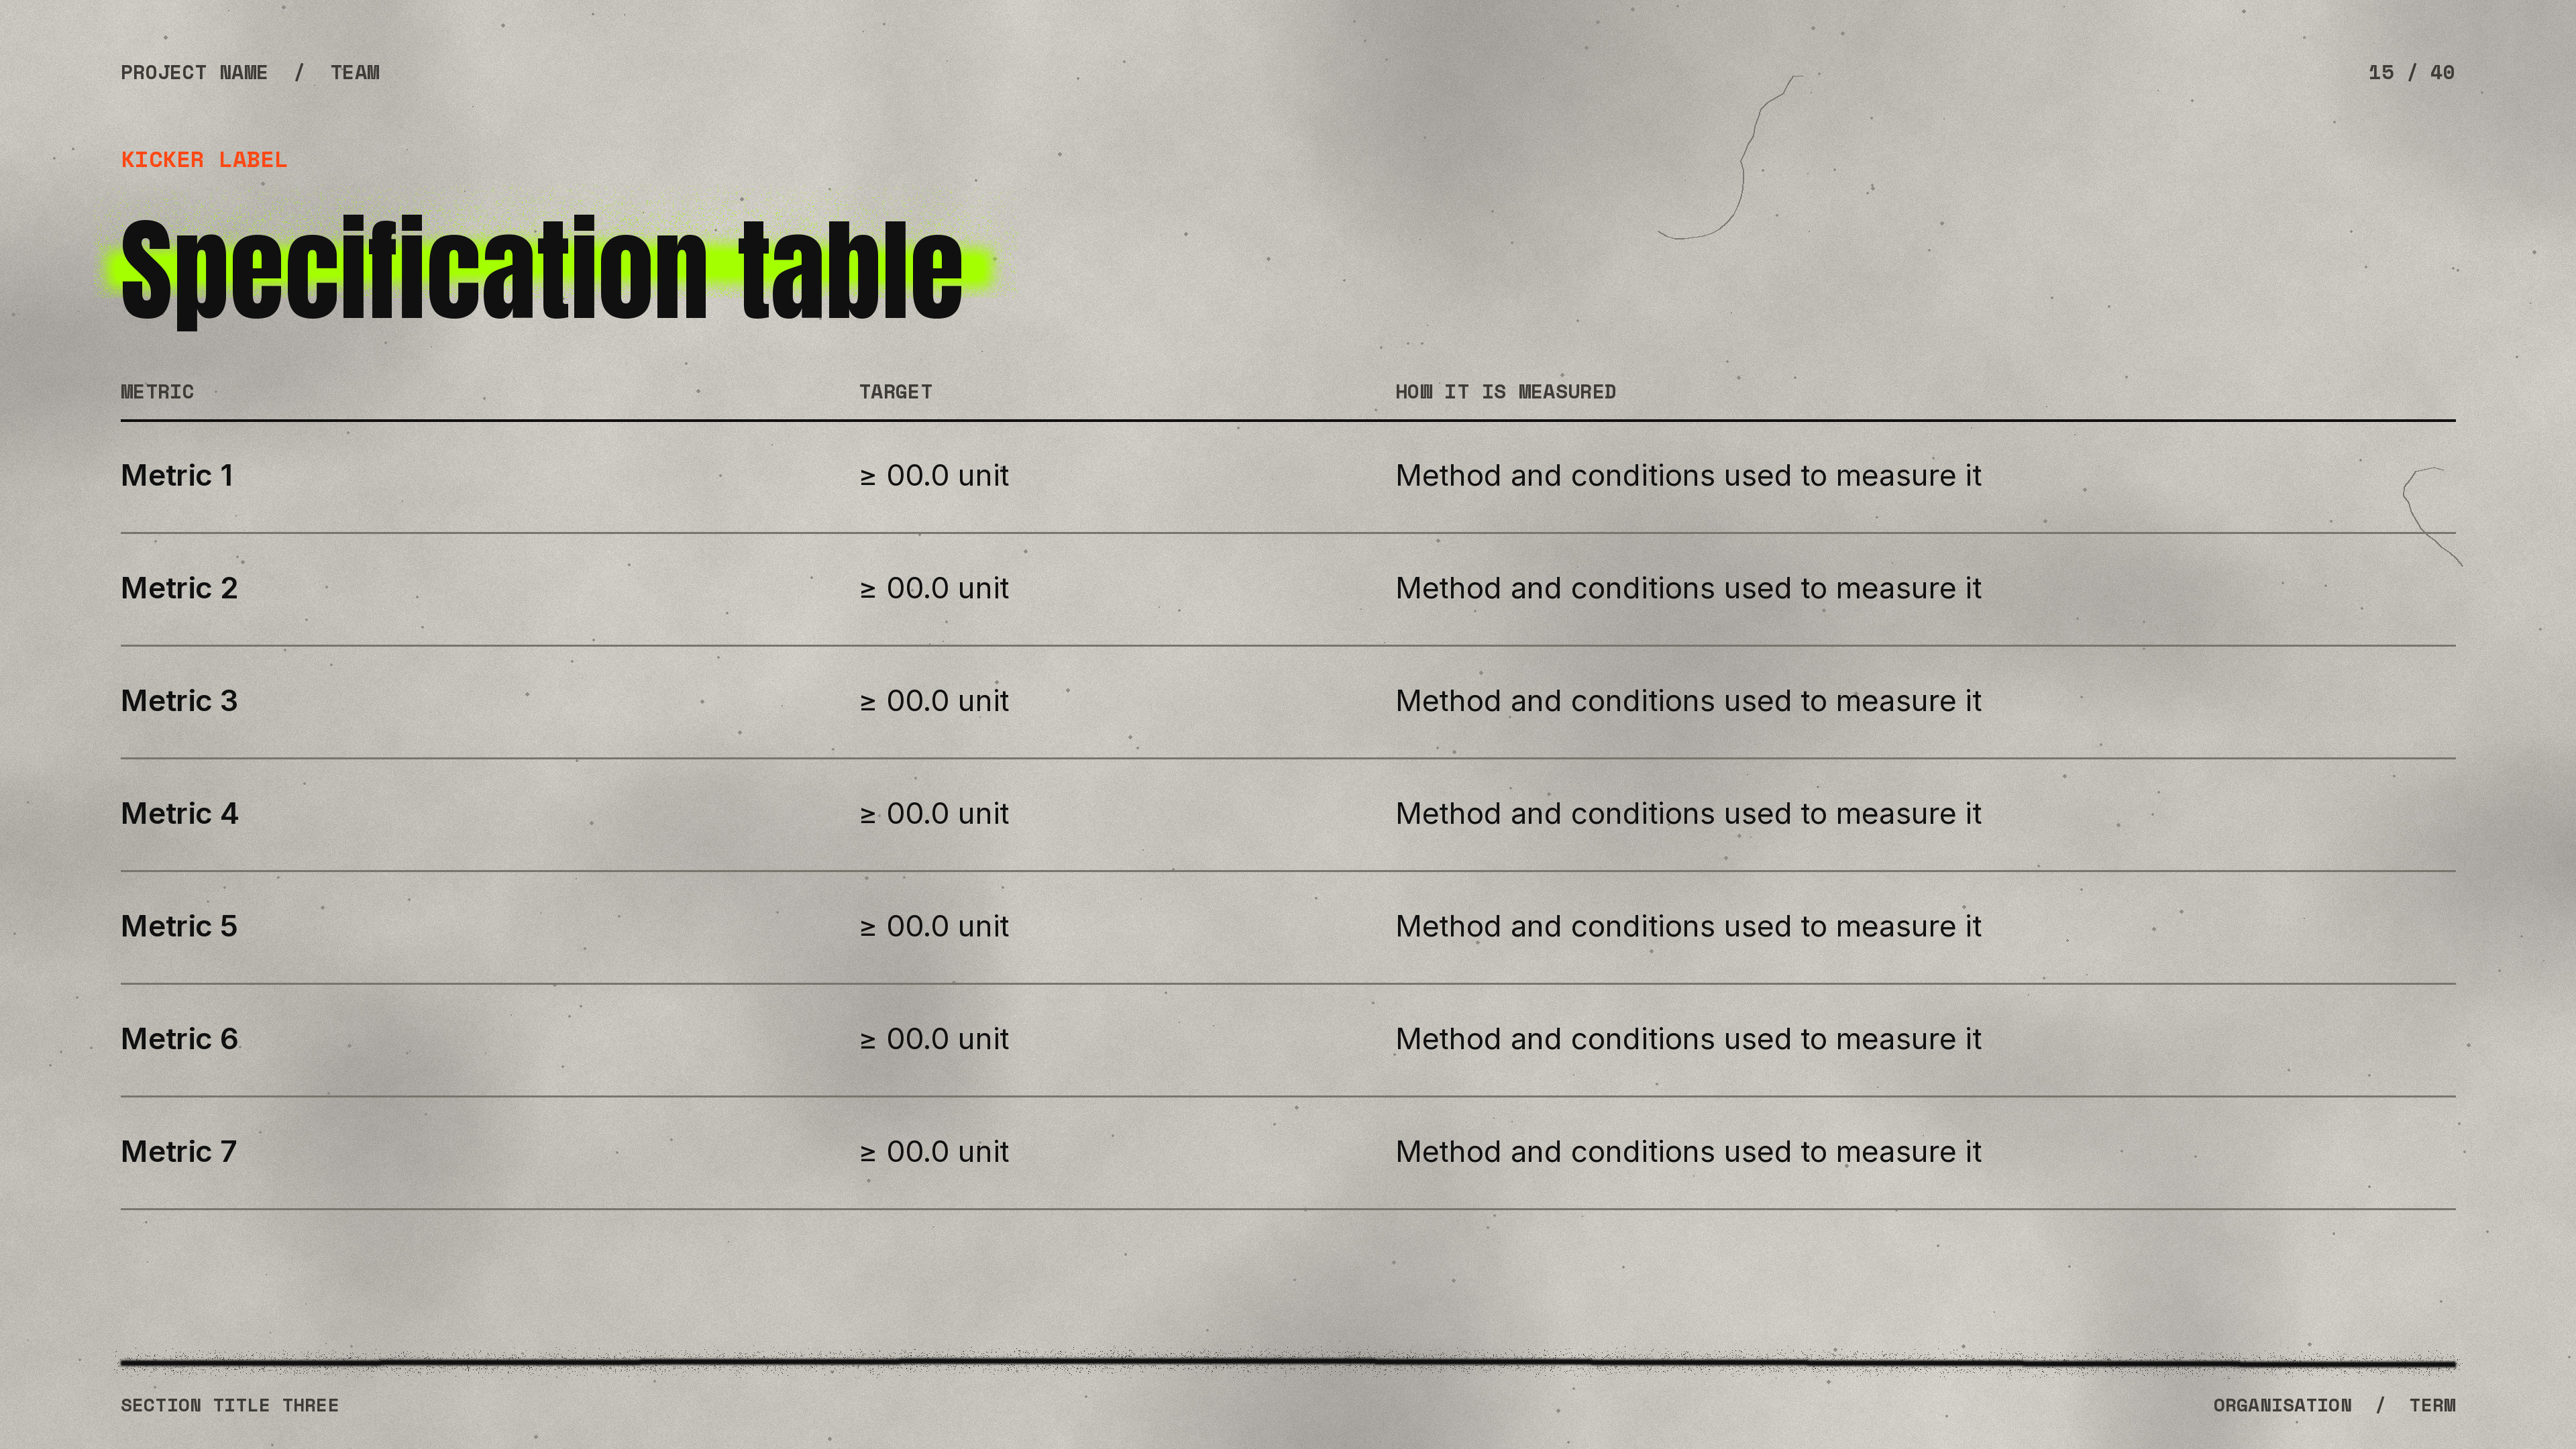 PROJECT NAME / TEAM
15 / 40
KICKER LABEL
Specification table
METRIC TARGET HOW IT IS MEASURED
Metric 1 ≥ 00.0 unit Method and conditions used to measure it
Metric 2 ≥ 00.0 unit Method and conditions used to measure it
Metric 3 ≥ 00.0 unit Method and conditions used to measure it
Metric 4 ≥ 00.0 unit Method and conditions used to measure it
Metric 5 ≥ 00.0 unit Method and conditions used to measure it
Metric 6 ≥ 00.0 unit Method and conditions used to measure it
Metric 7 ≥ 00.0 unit Method and conditions used to measure it
SECTION TITLE THREE
ORGANISATION / TERM